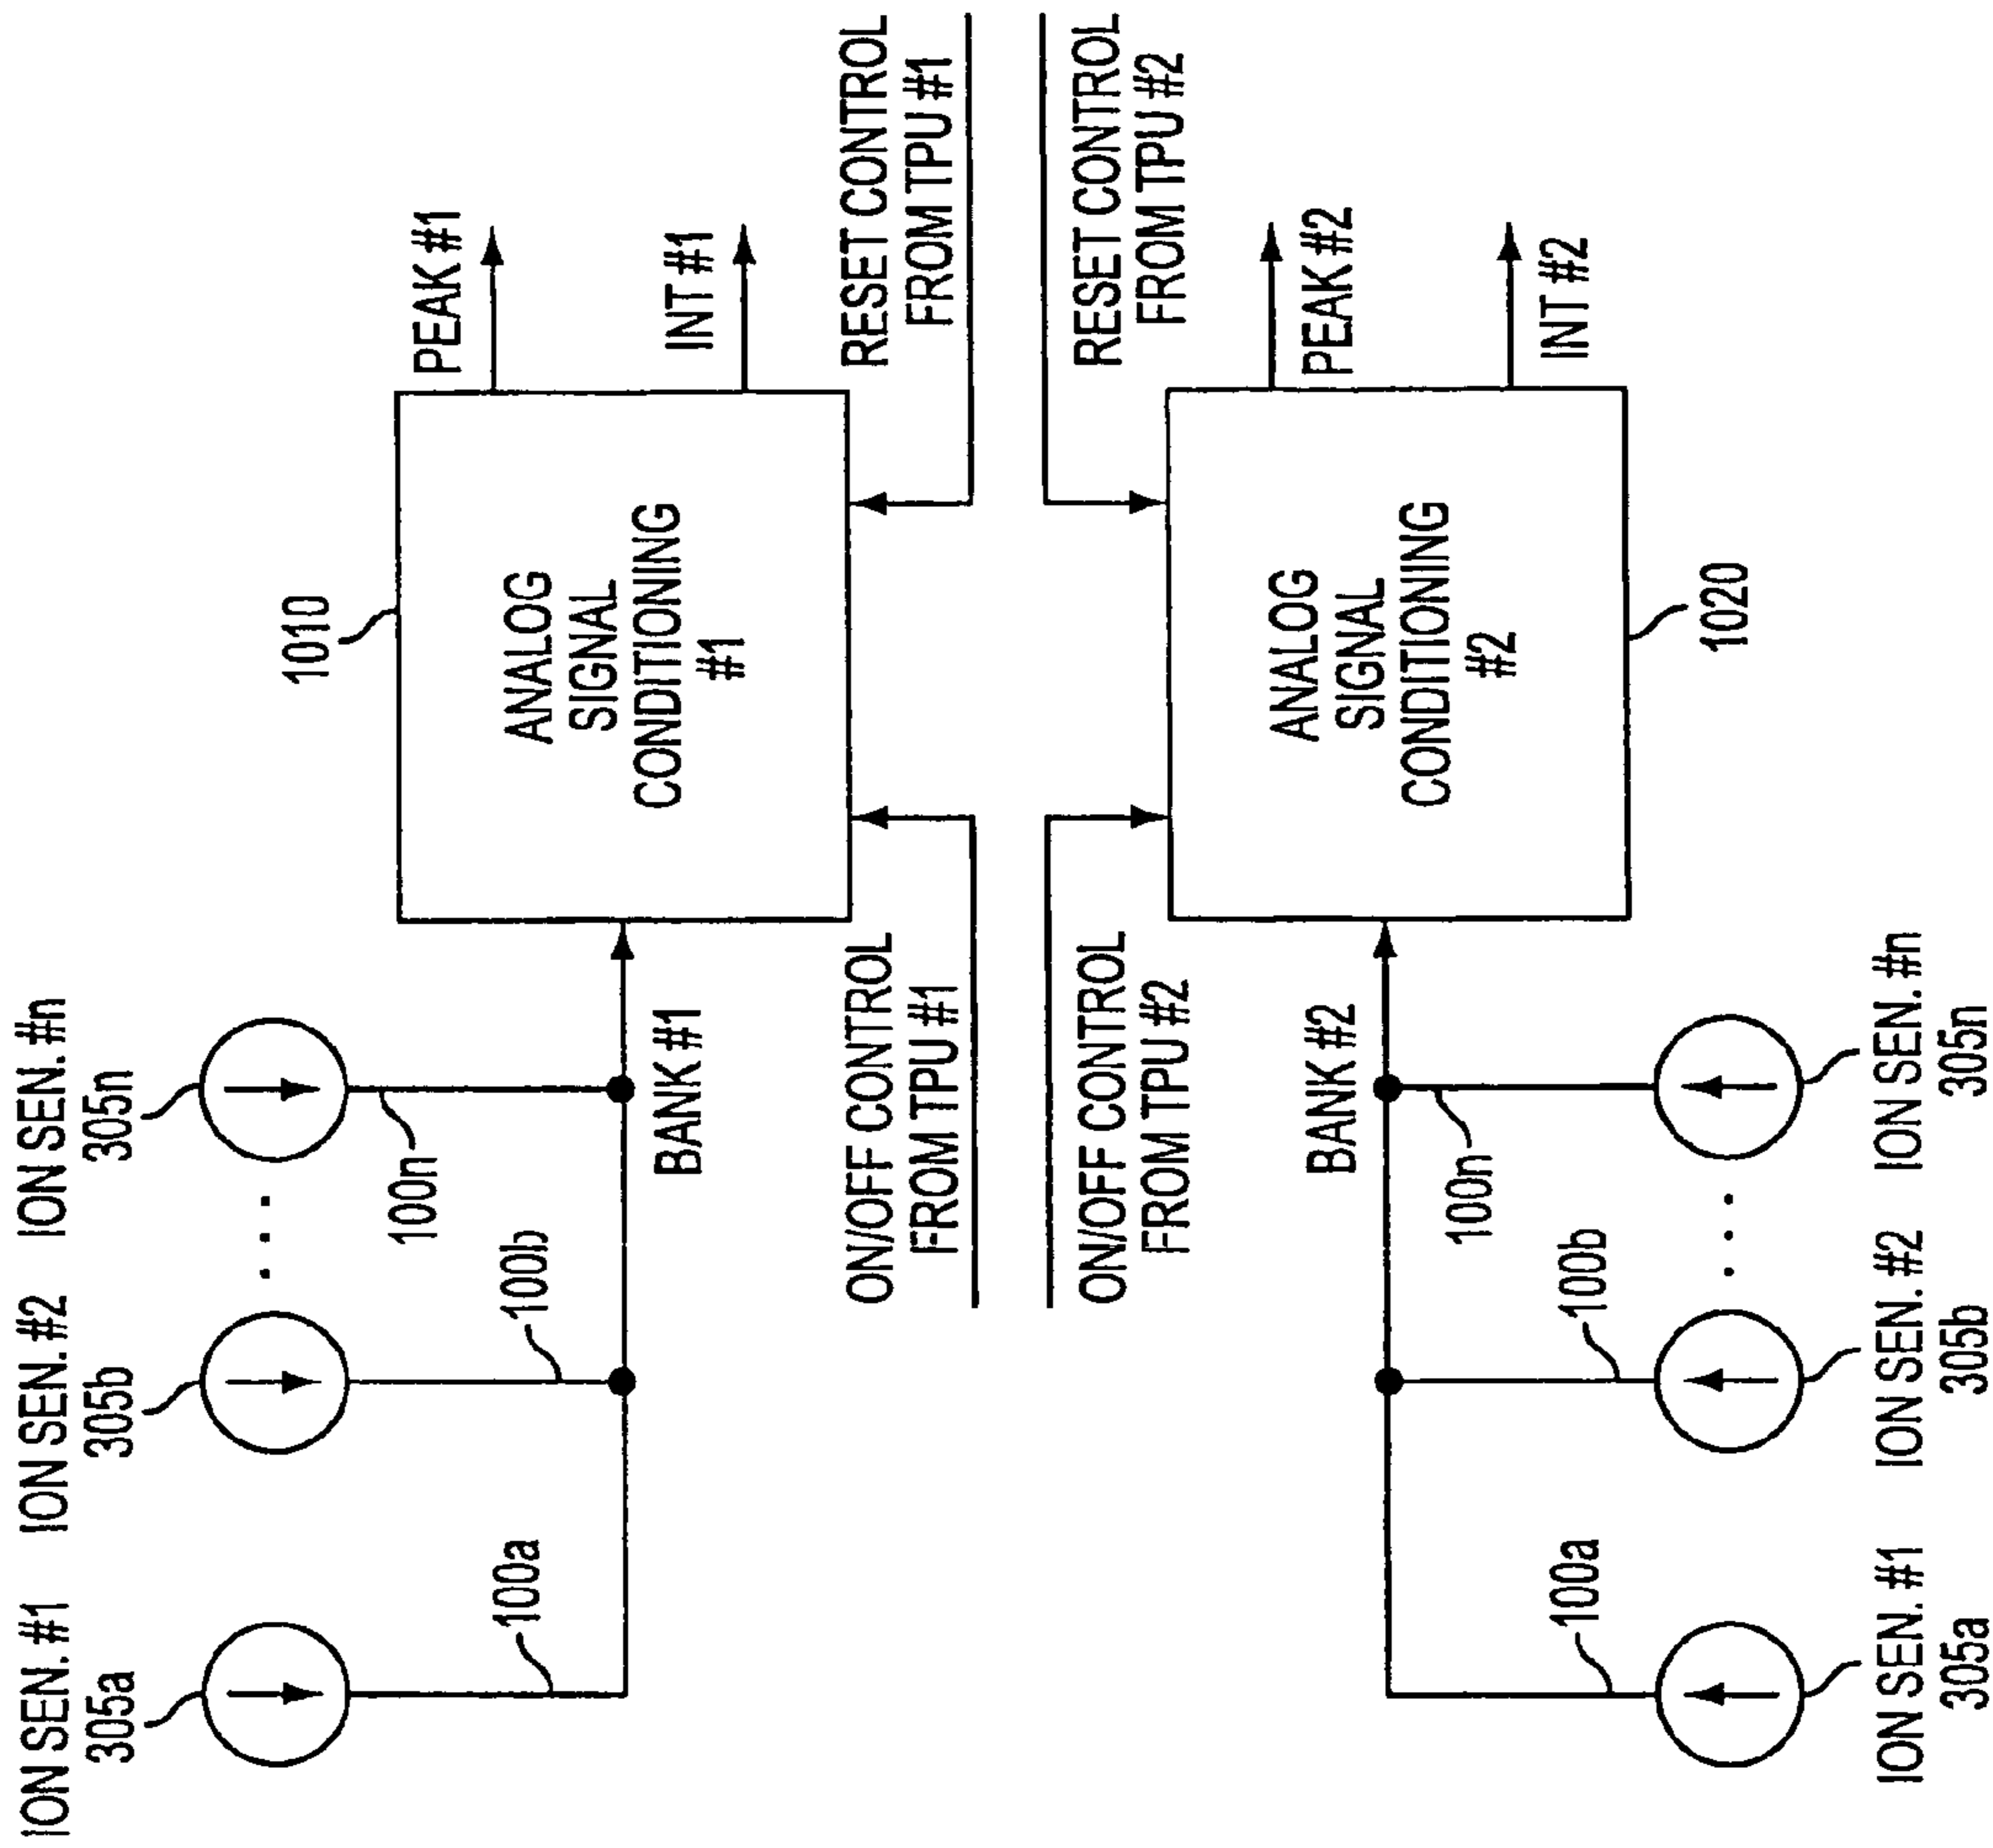 ION SEN. #1
305a
ION SEN. #2
305b
ION SEN. #n
305n
100a
100b
100n
BANK #1
1010
ANALOG
SIGNAL
CONDITIONING
#1
PEAK #1
INT #1
ON/OFF CONTROL
FROM TPU #1
RESET CONTROL
FROM TPU #1
ON/OFF CONTROL
FROM TPU #2
RESET CONTROL
FROM TPU #2
BANK #2
ANALOG
SIGNAL
CONDITIONING
#2
PEAK #2
INT #2
1020
100a
100b
100n
ION SEN. #1
305a
ION SEN. #2
305b
ION SEN. #n
305n